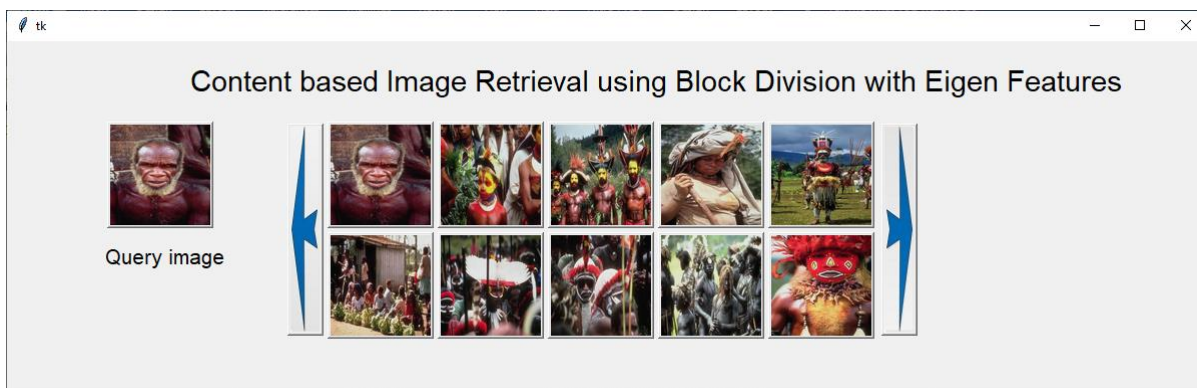 tk
Content based Image Retrieval using Block Division with Eigen Features
Query image